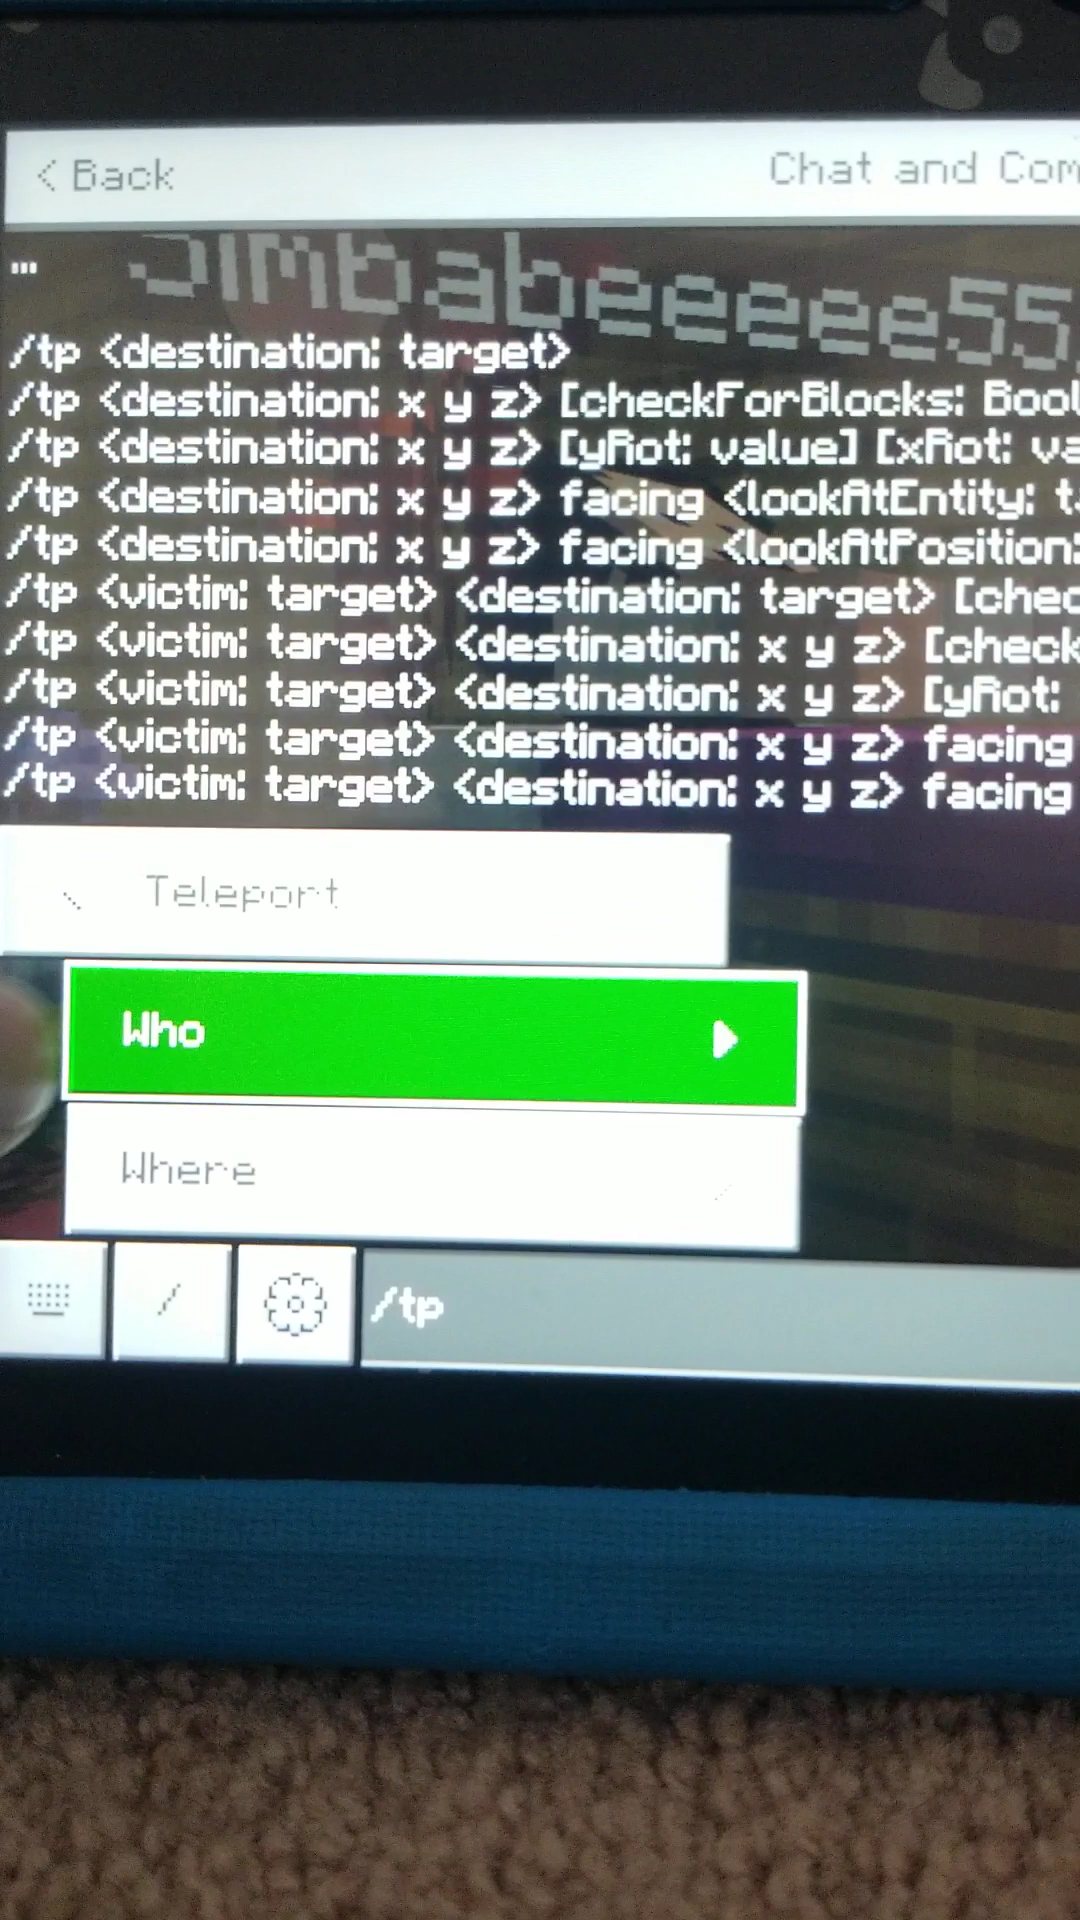 < Back
Chat and Com
...
Simbabeeeee55
/tp <destination: target>
/tp <destination: x y z> [checkForBlocks: Bool
/tp <destination: x y z> [yRot: value] [xRot: va
/tp <destination: x y z> facing <lookAtEntity: t
/tp <destination: x y z> facing <lookAtPosition:
/tp <victim: target> <destination: target> [chec
/tp <victim: target> <destination: x y z> [check
/tp <victim: target> <destination: x y z> [yRot:
/tp <victim: target> <destination: x y z> facing
/tp <victim: target> <destination: x y z> facing
Teleport
Who
Where
/
/tp